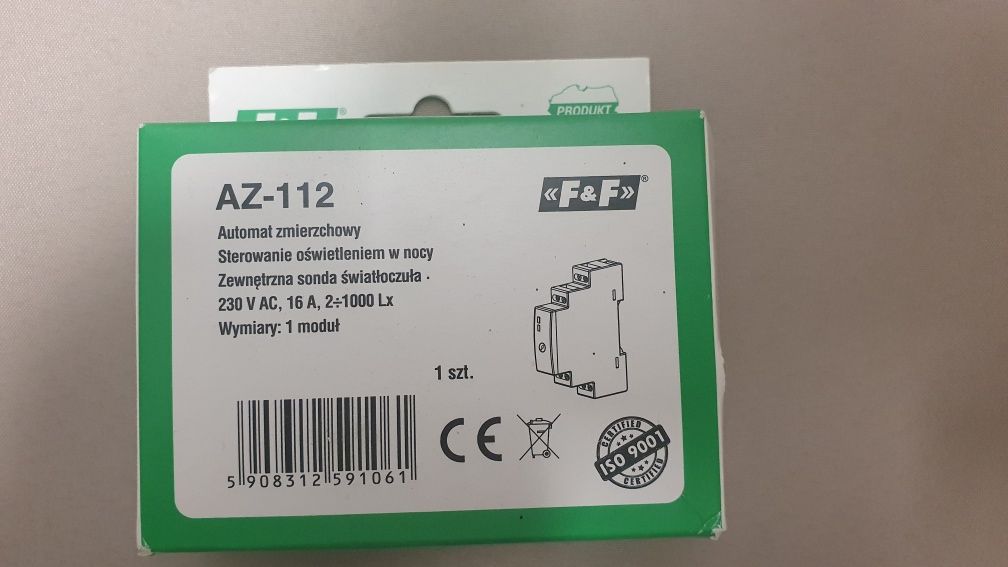 F&F®
PRODUKT
AZ-112
«F&F»®
Automat zmierzchowy
Sterowanie oświetleniem w nocy
Zewnętrzna sonda światłoczuła
230 V AC, 16 A, 2÷1000 Lx
Wymiary: 1 moduł
1 szt.
5 908312 591061
CE
CERTIFIED
ISO 9001
CERTIFIED